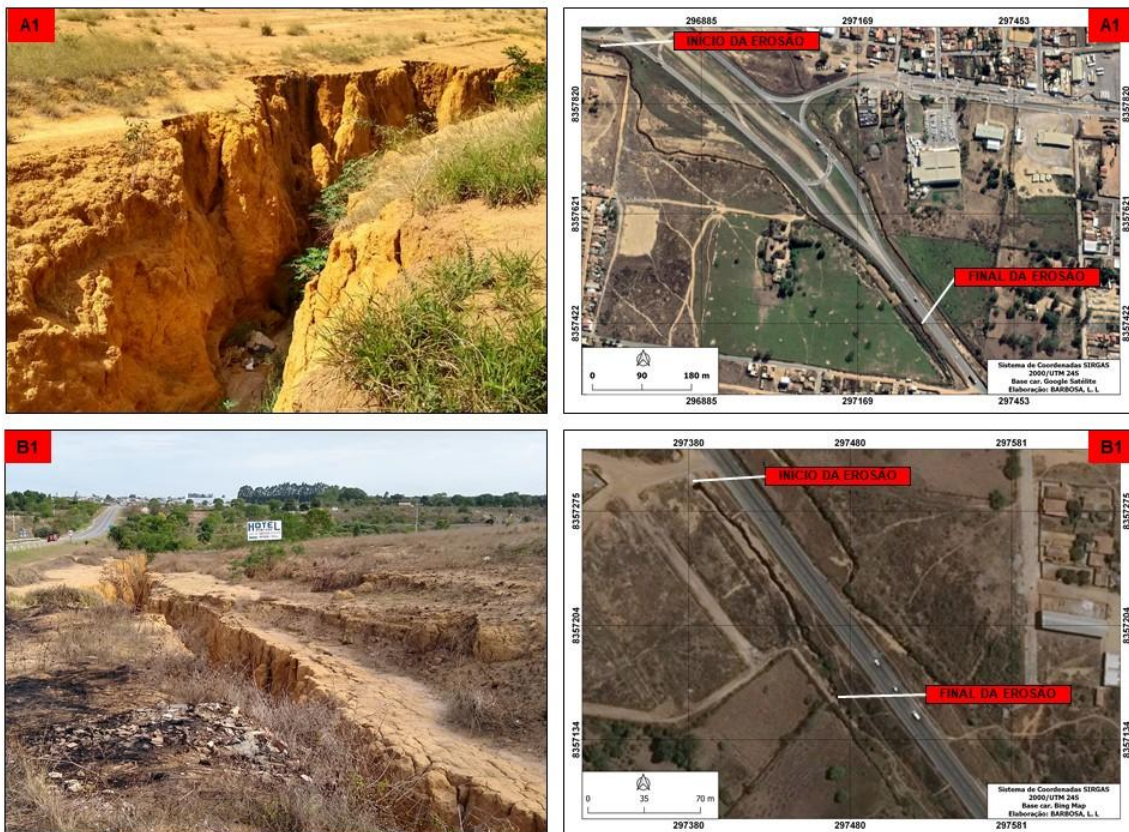 A1
296885 297169 297453
A1
INÍCIO DA EROSÃO
8357820 8357820
8357621 8357621
FINAL DA EROSÃO
8357422 8357422
0 90 180 m
Sistema de Coordenadas SIRGAS
2000/UTM 24S
Base car. Google Satélite
Elaboração: BARBOSA, L. L
296885 297169 297453
B1
HOTEL
297380 297480 297581
B1
INÍCIO DA EROSÃO
8357275 8357275
8357204 8357204
FINAL DA EROSÃO
8357134 8357134
0 35 70 m
Sistema de Coordenadas SIRGAS
2000/UTM 24S
Base car. Bing Map
Elaboração: BARBOSA, L. L
297380 297480 297581